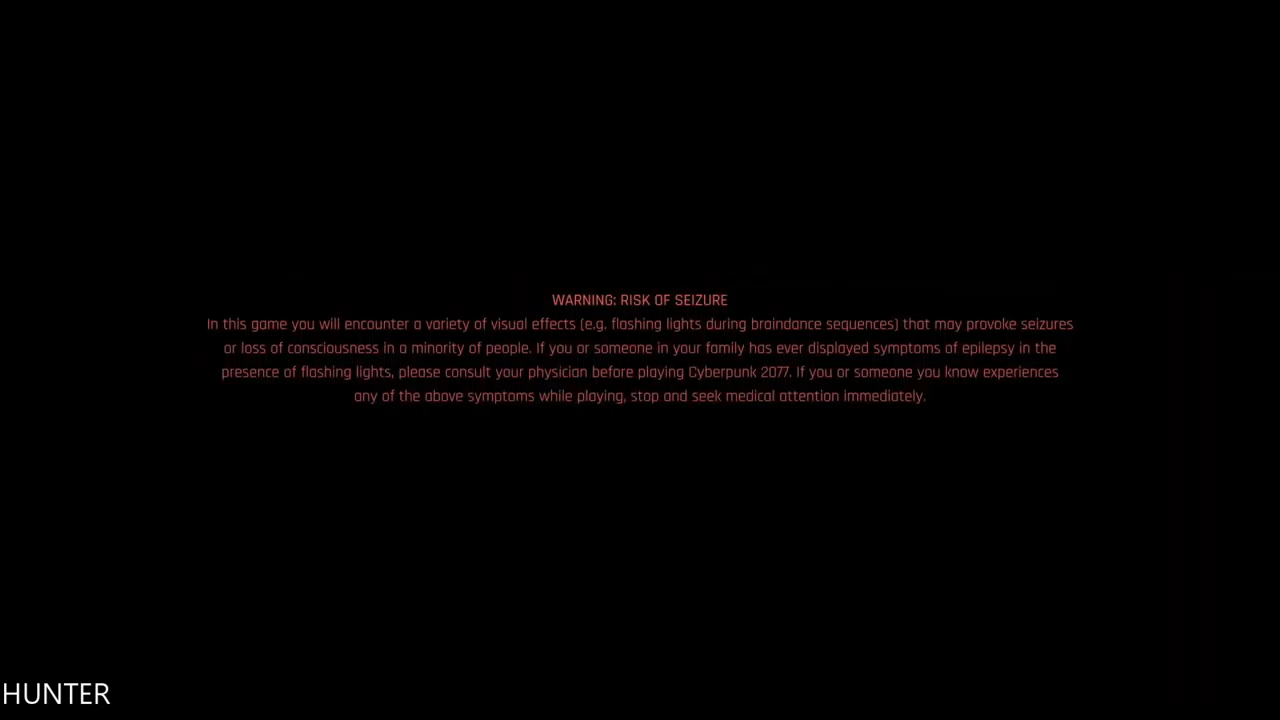 WARNING: RISK OF SEIZURE
In this game you will encounter a variety of visual effects (e.g. flashing lights during braindance sequences) that may provoke seizures
or loss of consciousness in a minority of people. If you or someone in your family has ever displayed symptoms of epilepsy in the
presence of flashing lights, please consult your physician before playing Cyberpunk 2077. If you or someone you know experiences
any of the above symptoms while playing, stop and seek medical attention immediately.
HUNTER